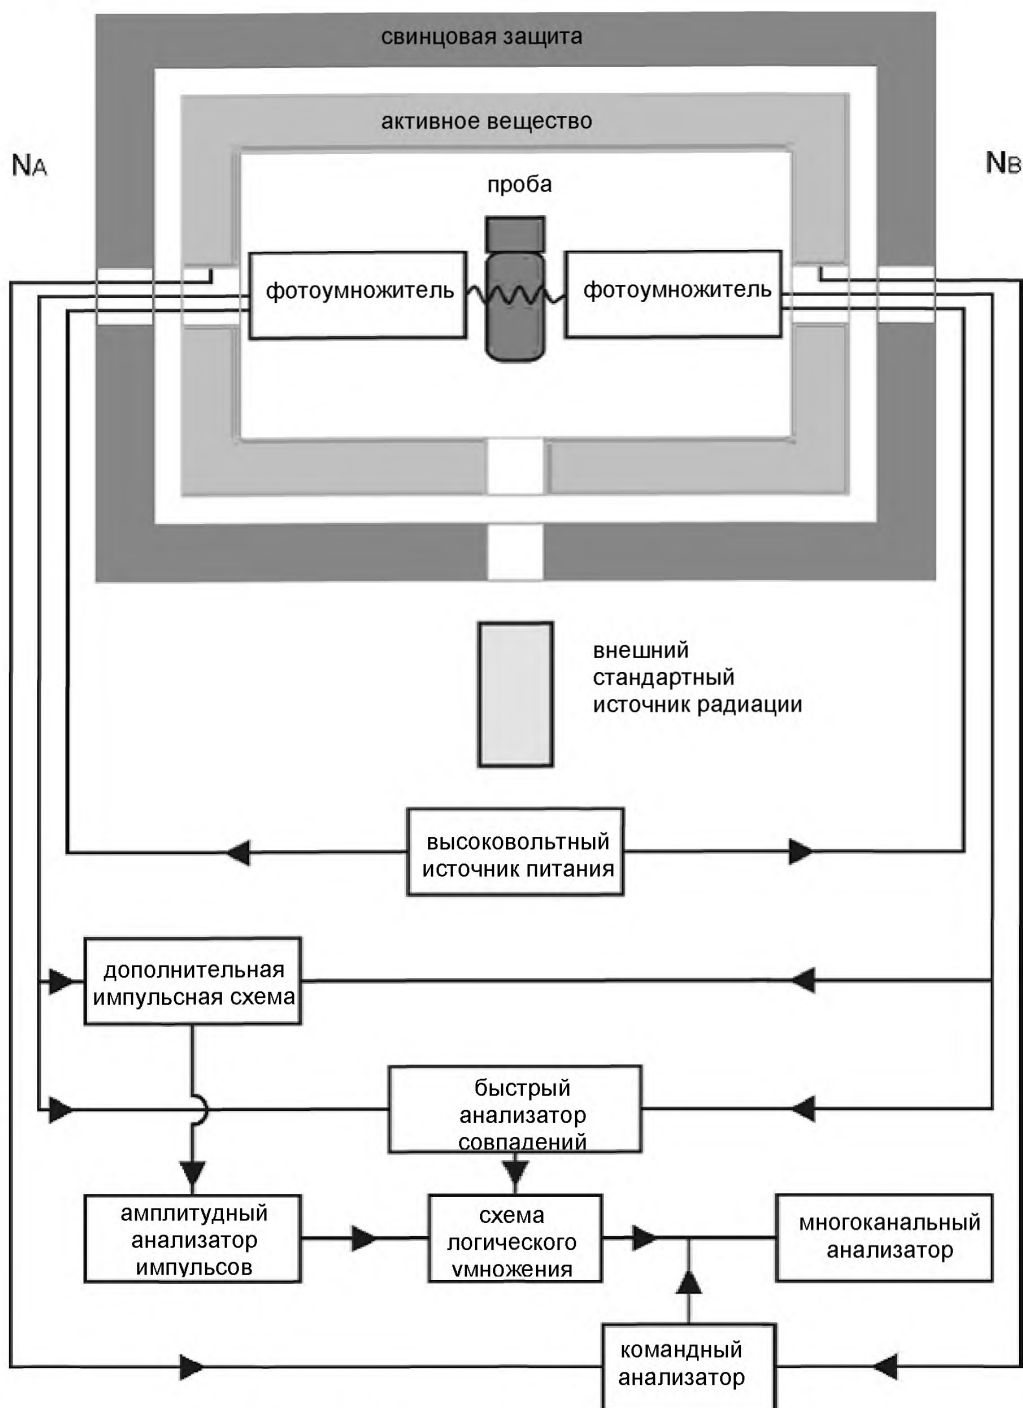 свинцовая защита
активное вещество
NA
NB
проба
фотоумножитель
фотоумножитель
внешний
стандартный
источник радиации
высоковольтный
источник питания
дополнительная
импульсная схема
быстрый
анализатор
совпадений
амплитудный
анализатор
импульсов
схема
логического
умножения
многоканальный
анализатор
командный
анализатор